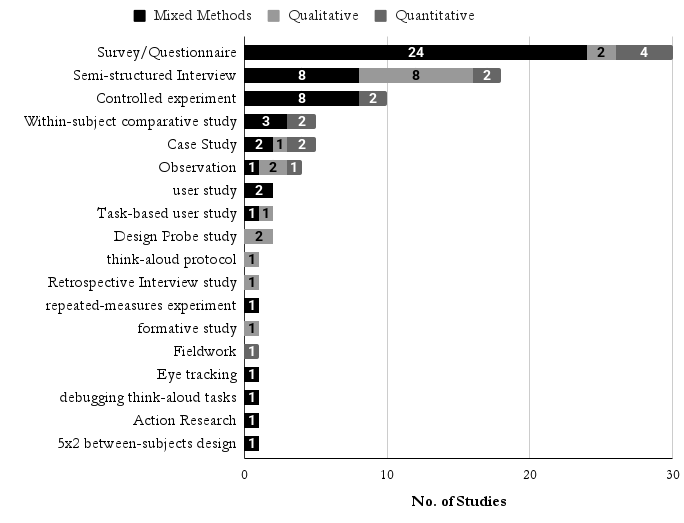 Mixed Methods Qualitative Quantitative
Survey/Questionnaire 24 2 4
Semi-structured Interview 8 8 2
Controlled experiment 8 2
Within-subject comparative study 3 2
Case Study 2 1 2
Observation 1 2 1
user study 2
Task-based user study 1 1
Design Probe study 2
think-aloud protocol 1
Retrospective Interview study 1
repeated-measures experiment 1
formative study 1
Fieldwork 1
Eye tracking 1
debugging think-aloud tasks 1
Action Research 1
5x2 between-subjects design 1
0 10 20 30
No. of Studies